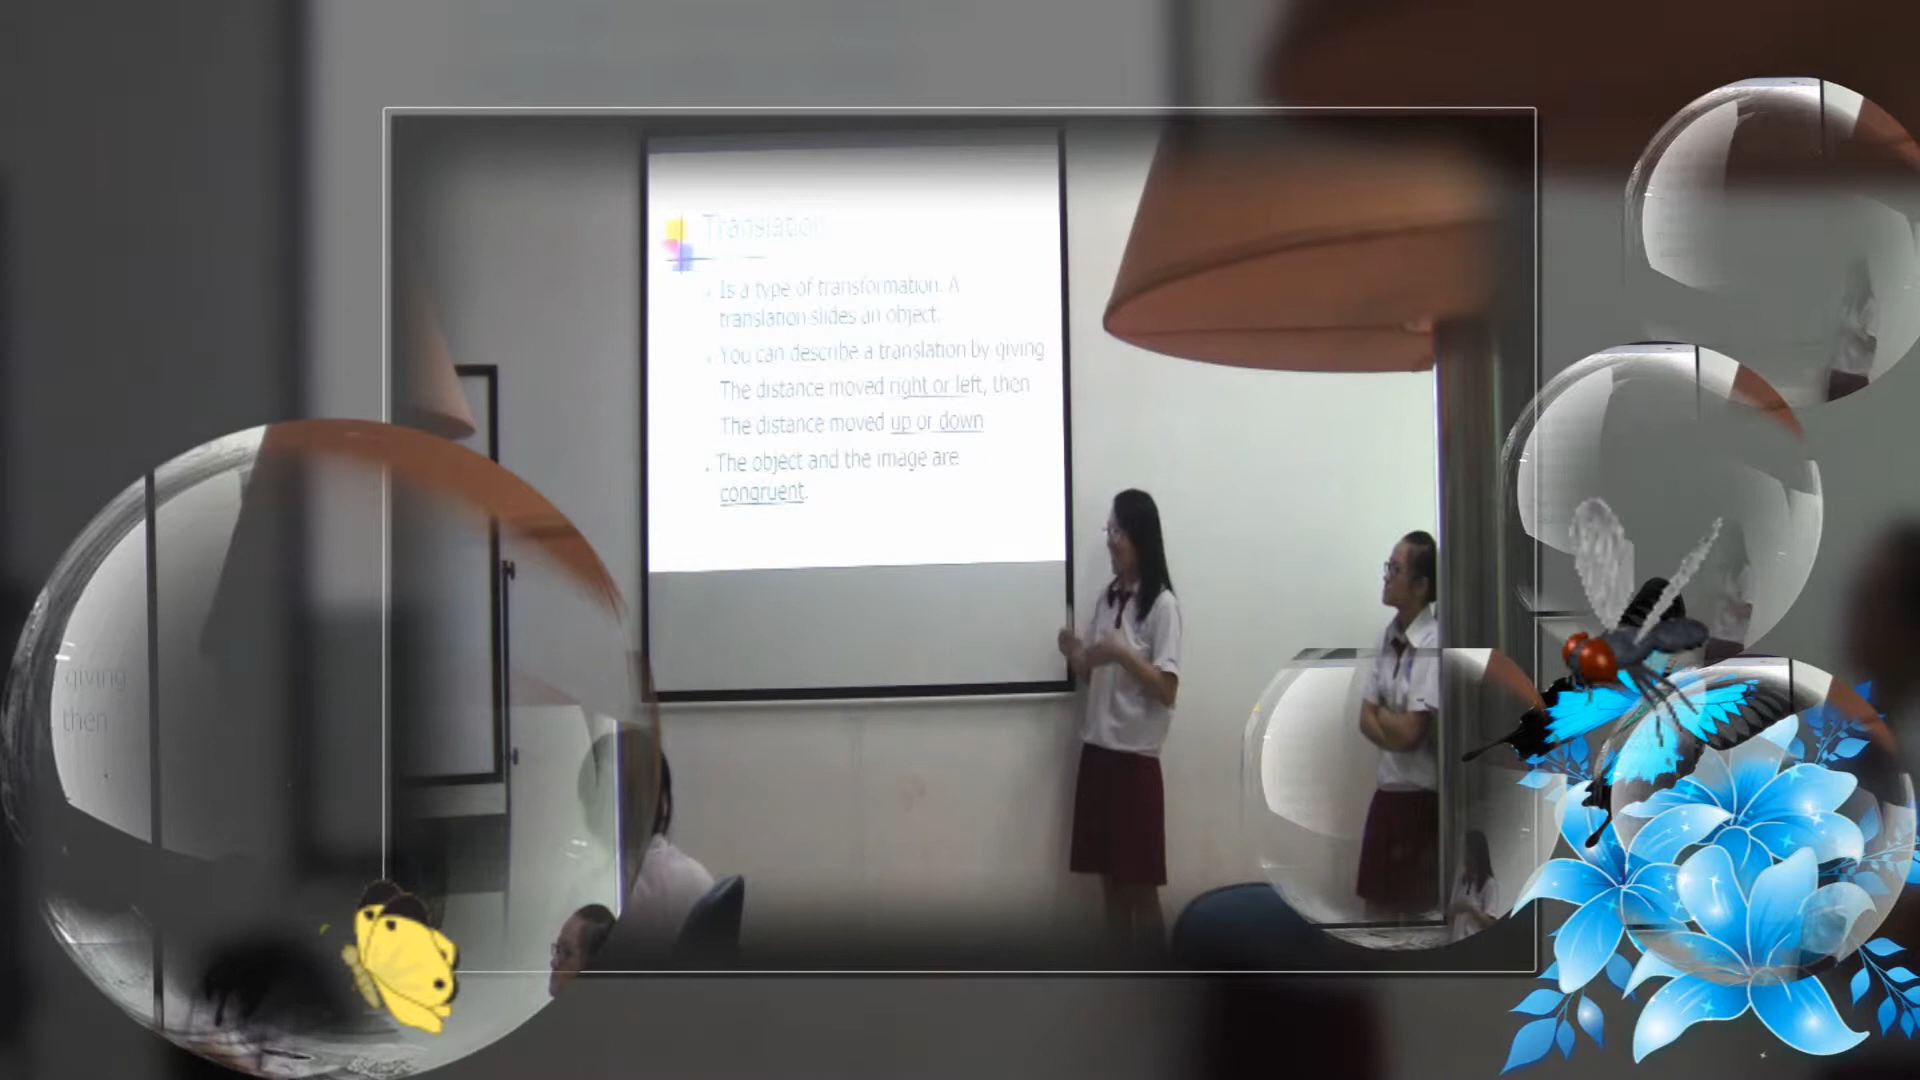 Translation
Is a type of transformation. A
translation slides an object.
You can describe a translation by giving
The distance moved right or left, then
The distance moved up or down
The object and the image are
congruent.
giving
then